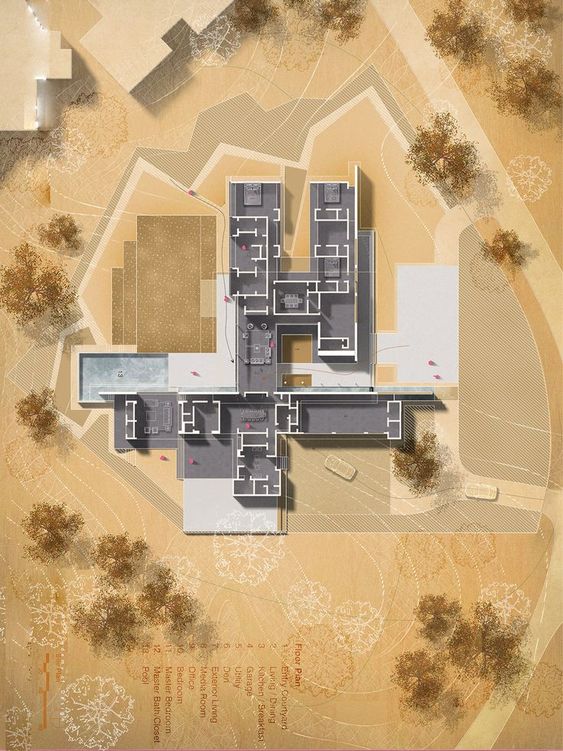 13
Floor Plan
1 Entry Courtyard
2 Living / Dining
3 Kitchen / Breakfast
4 Garage
5 Utility
6 Den
7 Exterior Living
8 Media Room
9 Office
10 Bedroom
11 Master Bedroom
12 Master Bath/Closet
13 Pool